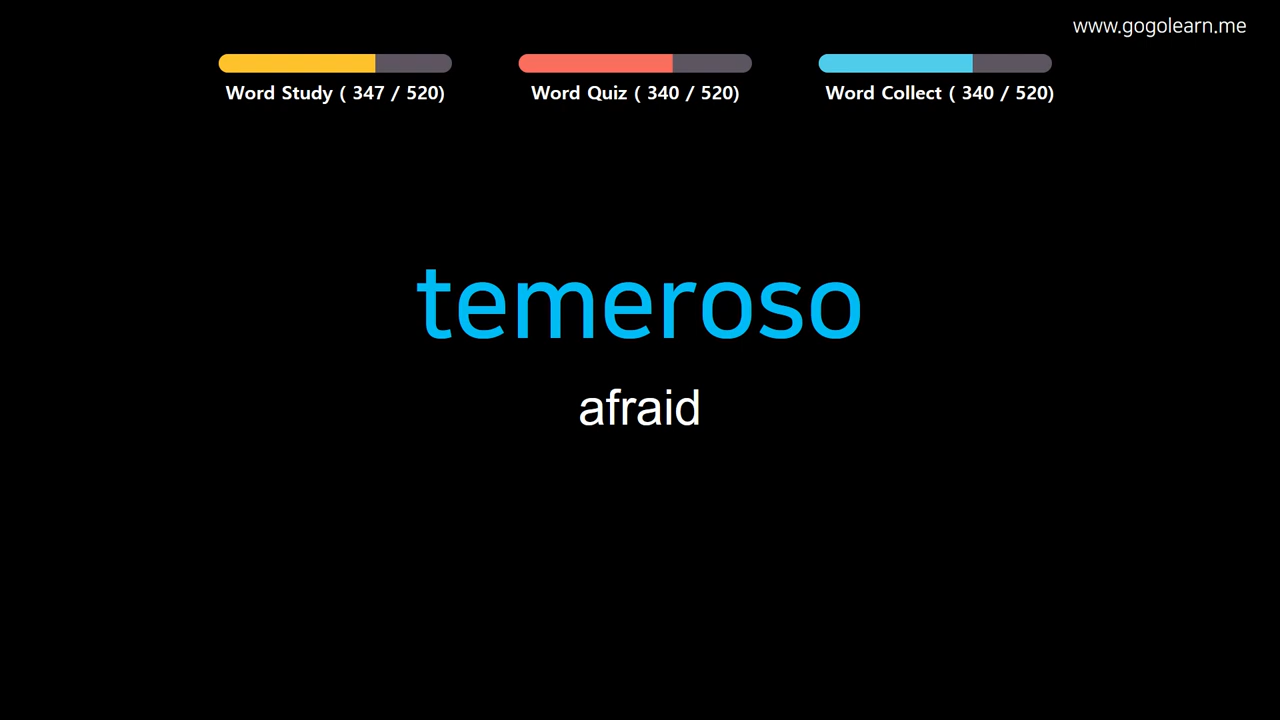 www.gogolearn.me
Word Study ( 347 / 520)
Word Quiz ( 340 / 520)
Word Collect ( 340 / 520)
temeroso
afraid